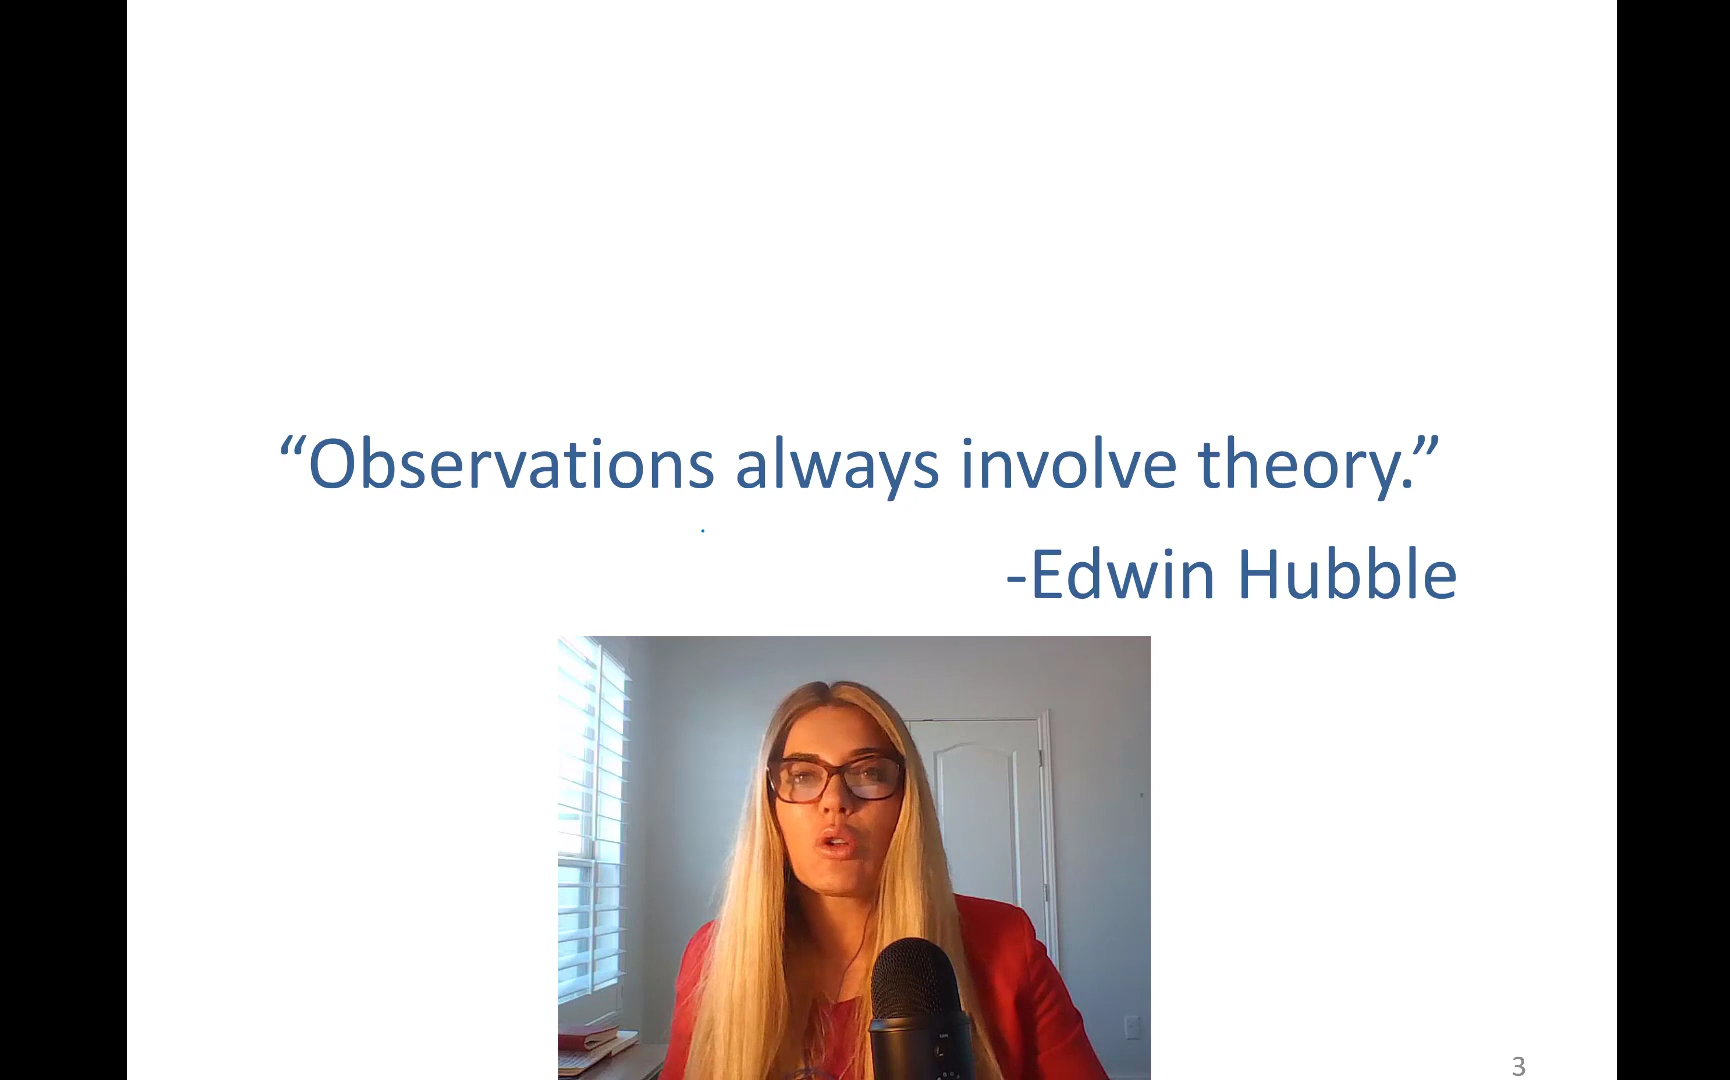 “Observations always involve theory.”
-Edwin Hubble
3